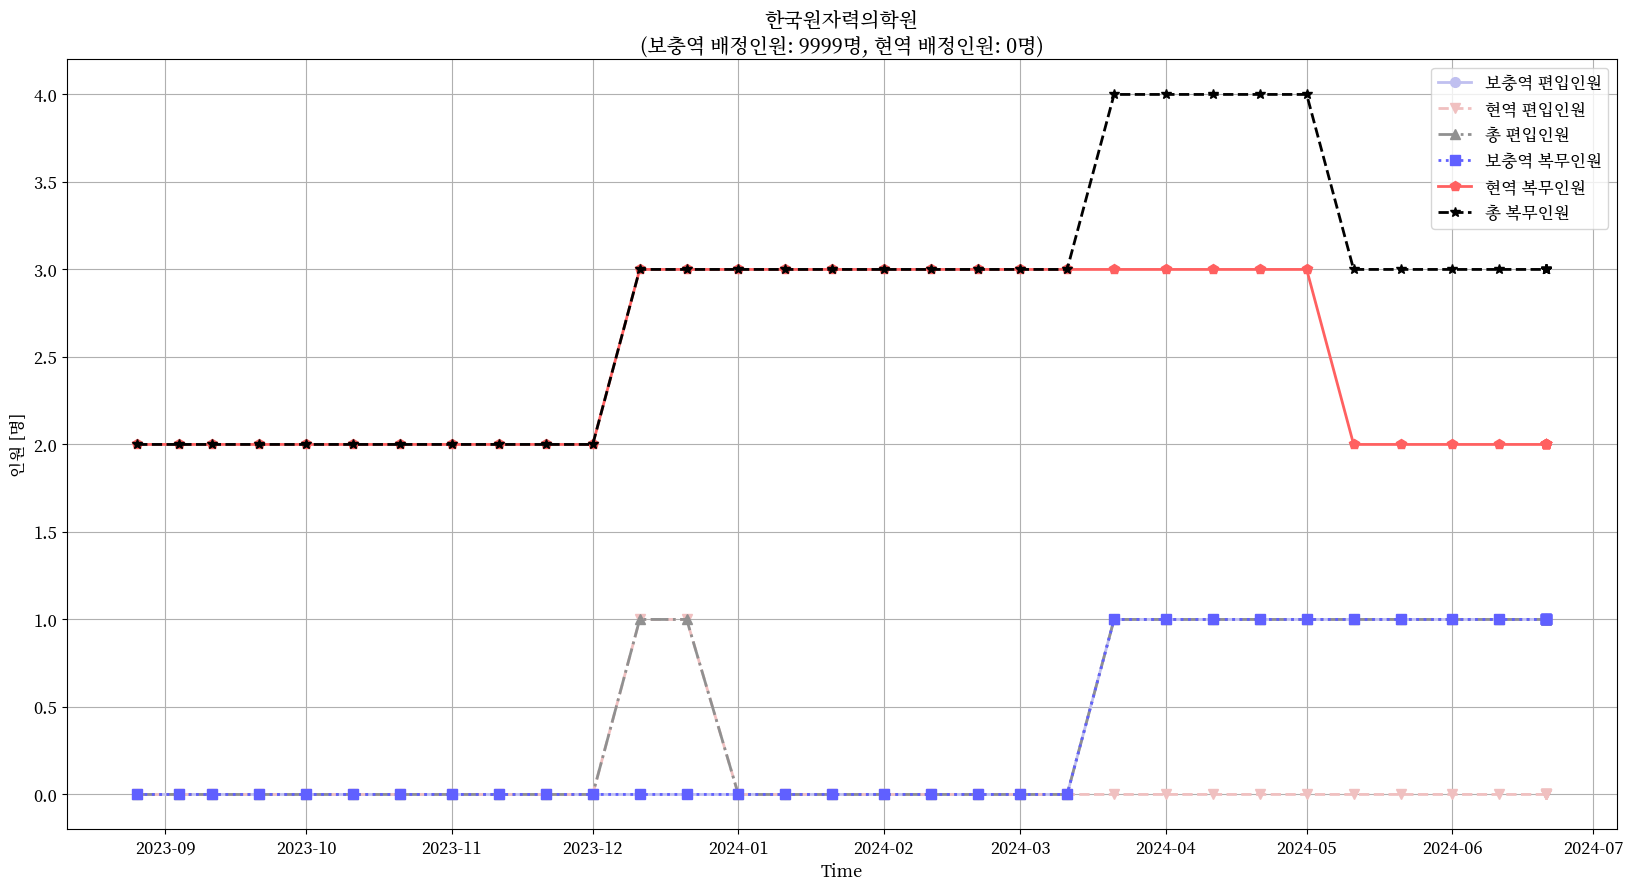 한국원자력의학원
(보충역 배정인원: 9999명, 현역 배정인원: 0명)
보충역 편입인원
현역 편입인원
총 편입인원
보충역 복무인원
현역 복무인원
총 복무인원
인원 [명]
4.0
3.5
3.0
2.5
2.0
1.5
1.0
0.5
0.0
2023-09 2023-10 2023-11 2023-12 2024-01 2024-02 2024-03 2024-04 2024-05 2024-06 2024-07
Time